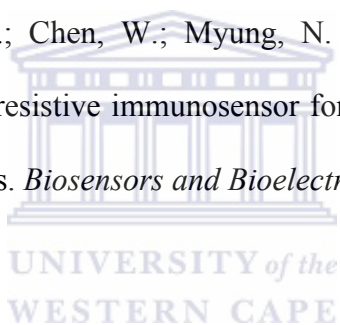 .; Chen, W.; Myung, N.
resistive immunosensor for
s. Biosensors and Bioelectr
UNIVERSITY of the
WESTERN CAPE